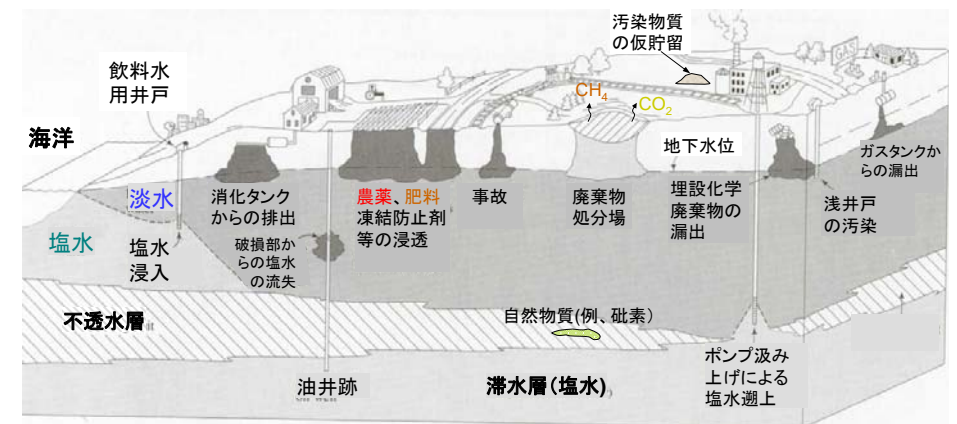 汚染物質
の仮貯留
飲料水
用井戸
CH4
CO2
GAS
海洋
地下水位
ガスタンクか
らの漏出
淡水
消化タンク
からの排出
農薬、肥料
凍結防止剤
等の浸透
事故
廃棄物
処分場
埋設化学
廃棄物の
漏出
浅井戸
の汚染
塩水
塩水
浸入
破損部か
らの塩水
の流失
不透水層
自然物質(例、砒素)
油井跡
滞水層(塩水)
ポンプ汲み
上げによる
塩水遡上